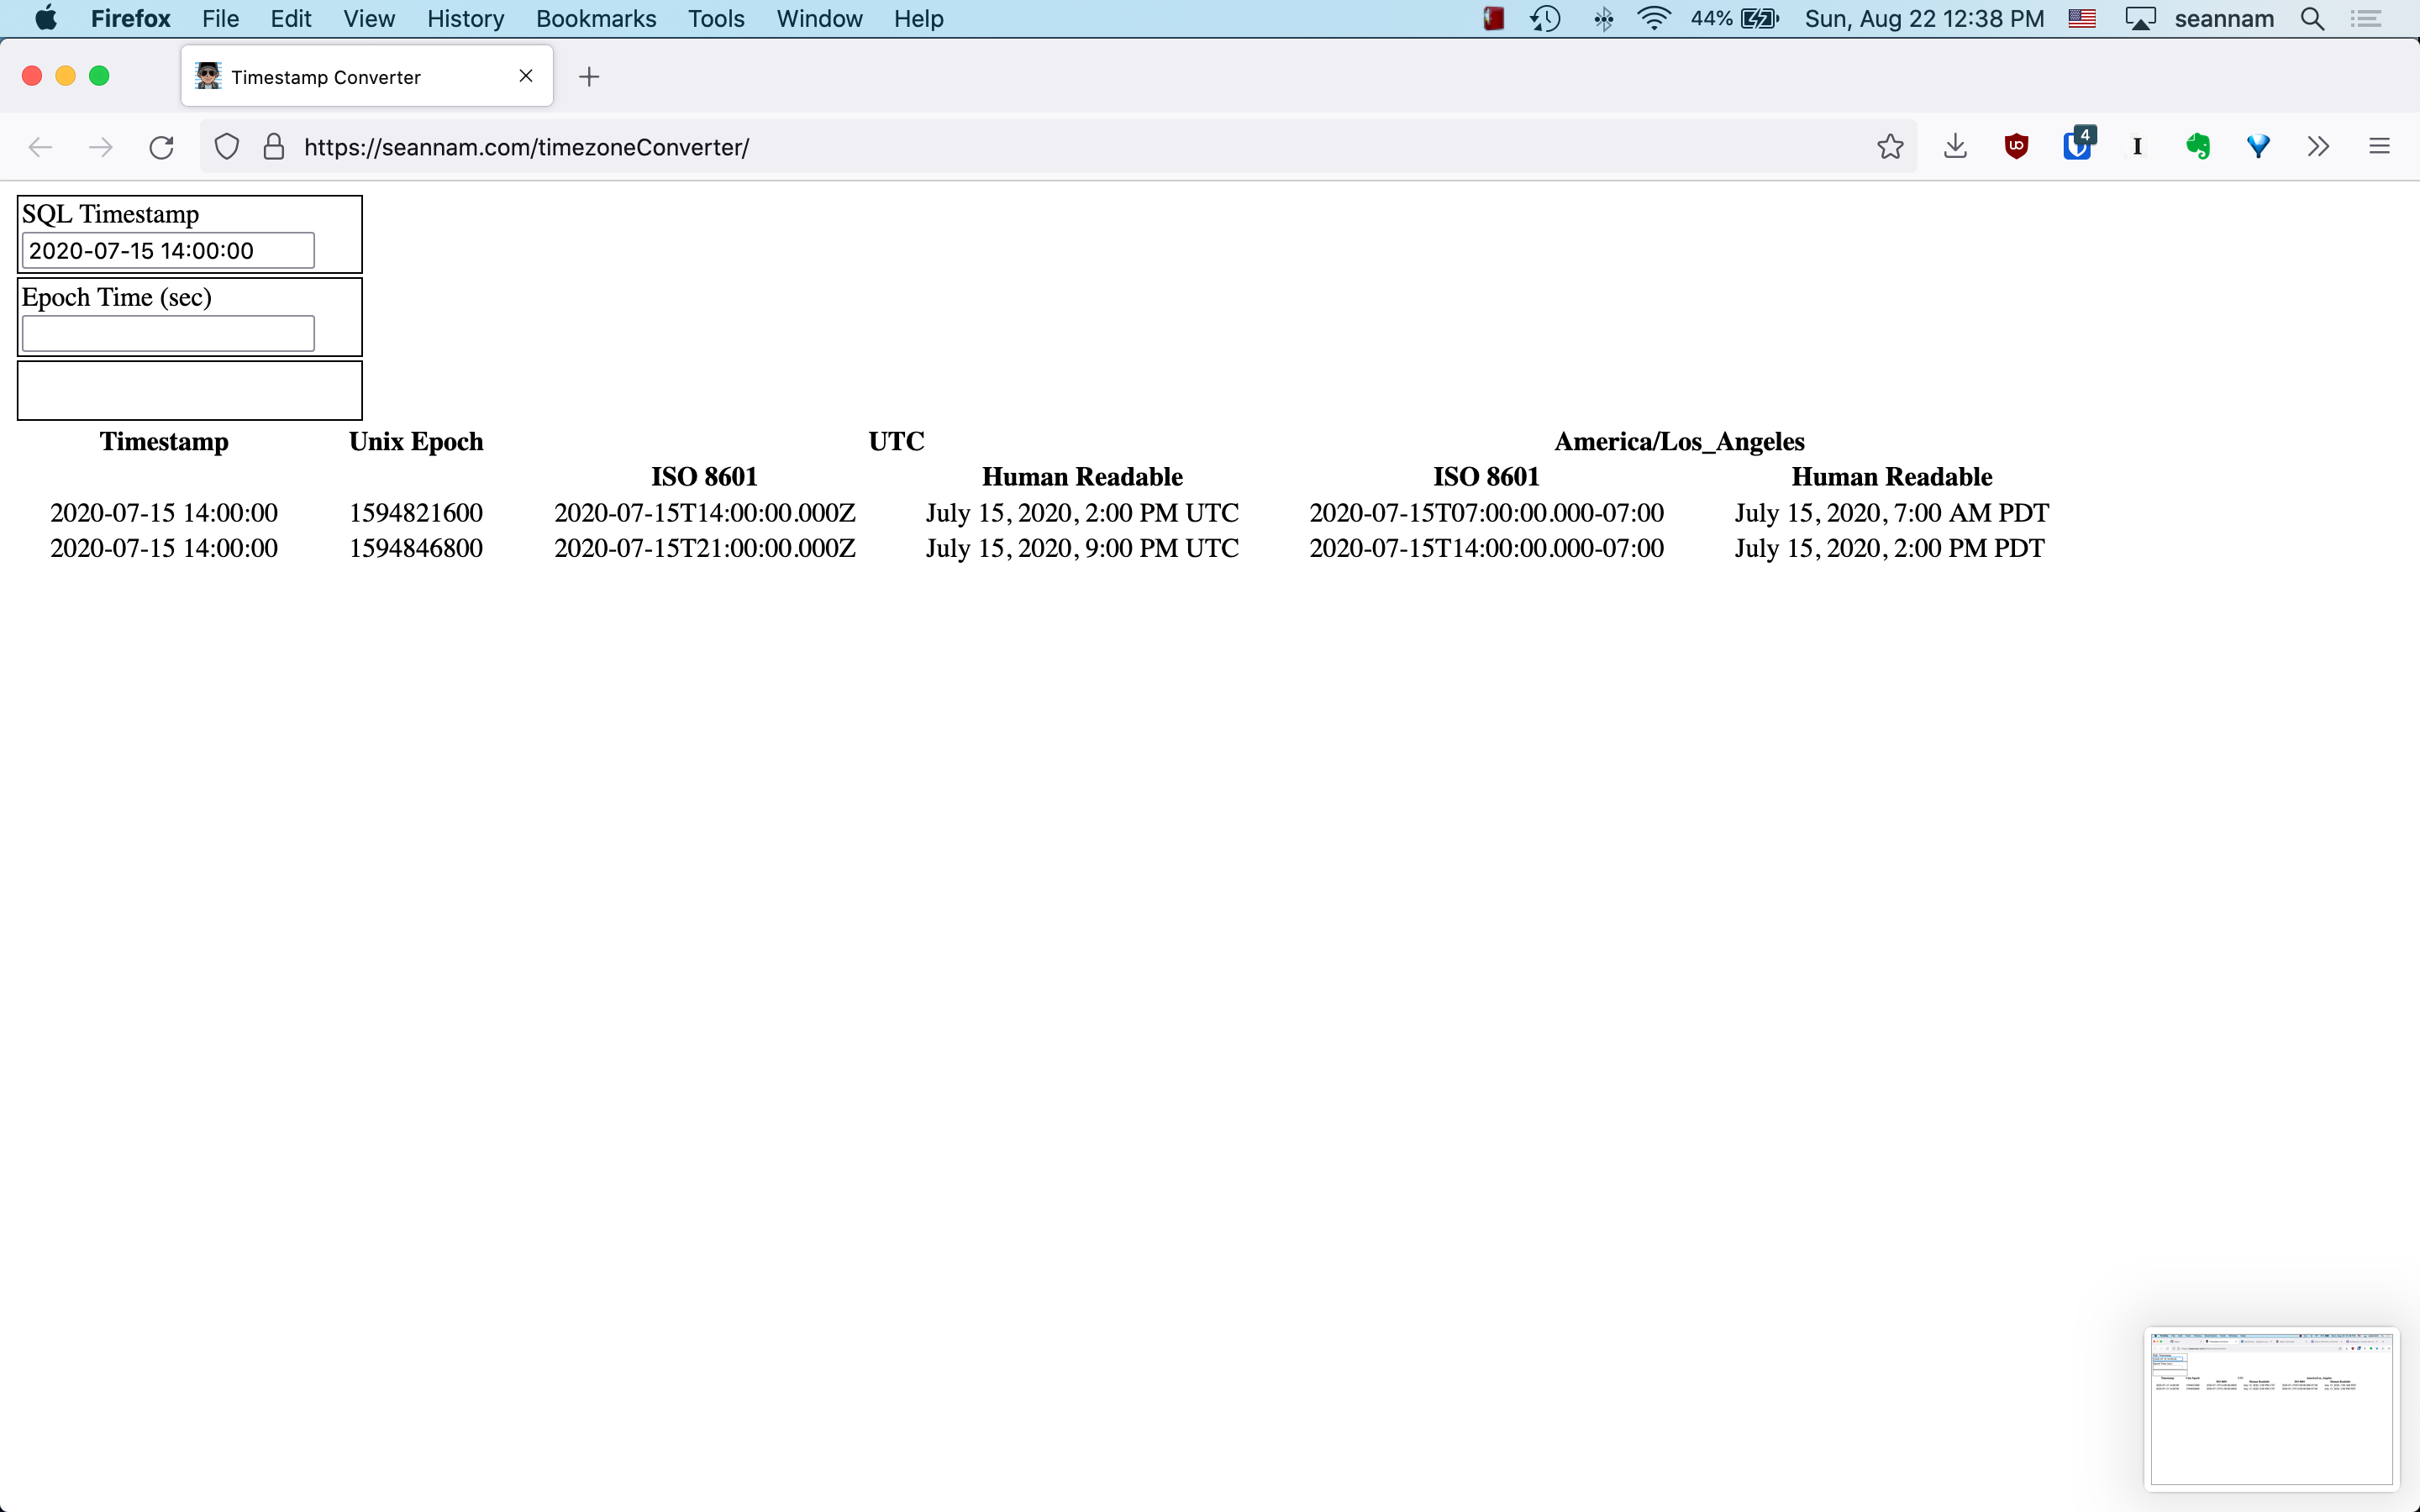 Firefox File Edit View History Bookmarks Tools Window Help 44% Sun, Aug 22 12:38 PM seannam
Timestamp Converter
https://seannam.com/timezoneConverter/ UO 4 I
SQL Timestamp
2020-07-15 14:00:00
Epoch Time (sec)
Timestamp Unix Epoch UTC America/Los_Angeles
ISO 8601 Human Readable ISO 8601 Human Readable
2020-07-15 14:00:00 1594821600 2020-07-15T14:00:00.000Z July 15, 2020, 2:00 PM UTC 2020-07-15T07:00:00.000-07:00 July 15, 2020, 7:00 AM PDT
2020-07-15 14:00:00 1594846800 2020-07-15T21:00:00.000Z July 15, 2020, 9:00 PM UTC 2020-07-15T14:00:00.000-07:00 July 15, 2020, 2:00 PM PDT